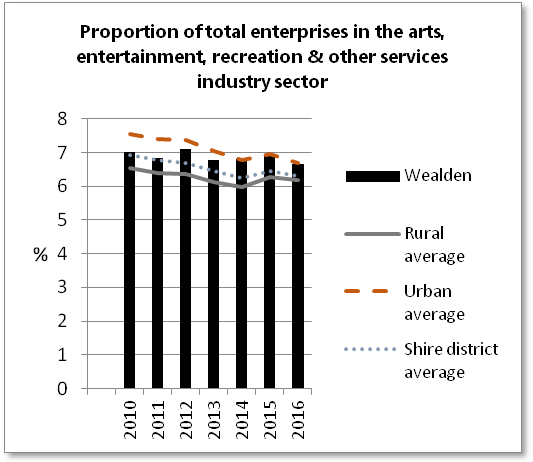 Proportion of total enterprises in the arts,
entertainment, recreation & other services
industry sector
8
7
6
5
4
3
2
1
0
%
2010
2011
2012
2013
2014
2015
2016
Wealden
Rural
average
Urban
average
Shire district
average